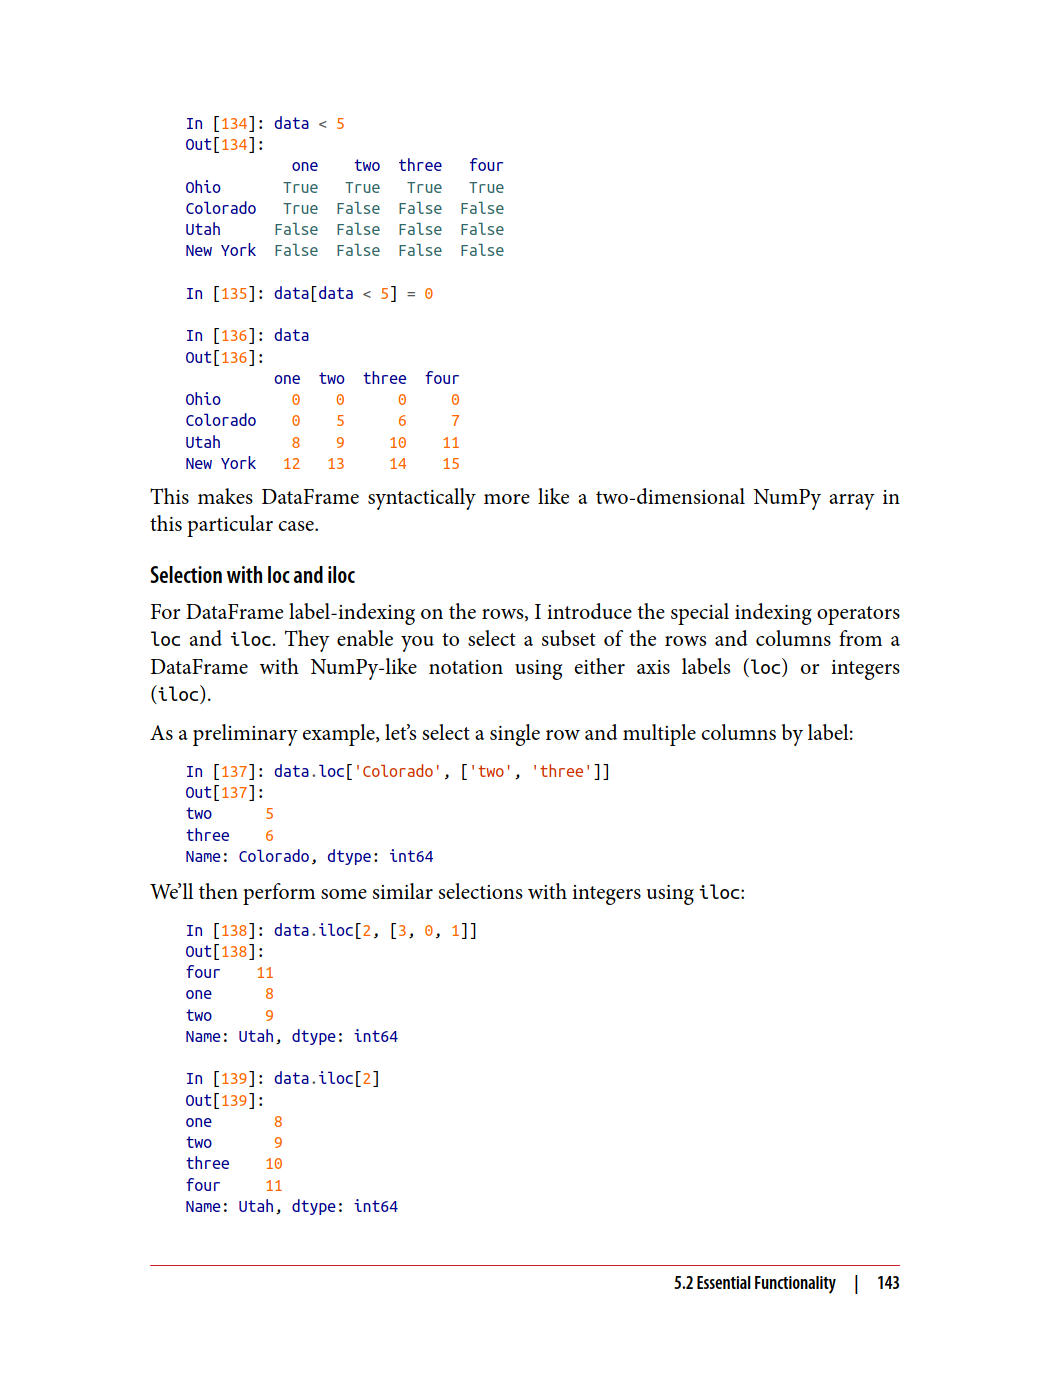 In [134]: data < 5
Out[134]:
            one    two  three   four
Ohio       True   True   True   True
Colorado   True  False  False  False
Utah      False  False  False  False
New York  False  False  False  False
In [135]: data[data < 5] = 0
In [136]: data
Out[136]:
          one  two  three  four
Ohio        0    0      0     0
Colorado    0    5      6     7
Utah        8    9     10    11
New York   12   13     14    15
This makes DataFrame syntactically more like a two-dimensional NumPy array in
this particular case.
Selection with loc and iloc
For DataFrame label-indexing on the rows, I introduce the special indexing operators
loc and iloc. They enable you to select a subset of the rows and columns from a
DataFrame with NumPy-like notation using either axis labels (loc) or integers
(iloc).
As a preliminary example, let’s select a single row and multiple columns by label:
In [137]: data.loc['Colorado', ['two', 'three']]
Out[137]:
two      5
three    6
Name: Colorado, dtype: int64
We’ll then perform some similar selections with integers using iloc:
In [138]: data.iloc[2, [3, 0, 1]]
Out[138]:
four    11
one      8
two      9
Name: Utah, dtype: int64
In [139]: data.iloc[2]
Out[139]:
one       8
two       9
three    10
four     11
Name: Utah, dtype: int64
5.2 Essential Functionality | 143